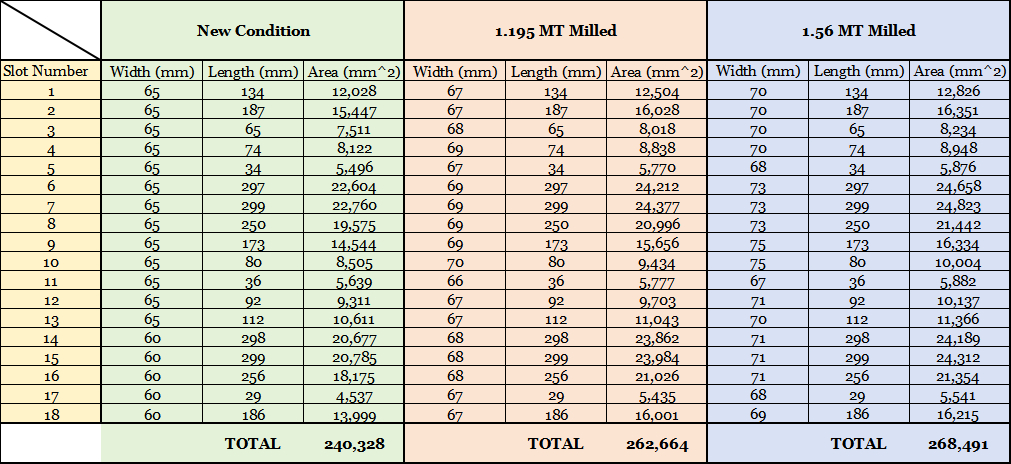 New Condition 1.195 MT Milled 1.56 MT Milled
Slot Number Width (mm) Length (mm) Area (mm^2) Width (mm) Length (mm) Area (mm^2) Width (mm) Length (mm) Area (mm^2)
1 65 134 12,028 67 134 12,504 70 134 12,826
2 65 187 15,447 67 187 16,028 70 187 16,351
3 65 65 7,511 68 65 8,018 70 65 8,234
4 65 74 8,122 69 74 8,838 70 74 8,948
5 65 34 5,496 67 34 5,770 68 34 5,876
6 65 297 22,604 69 297 24,212 73 297 24,658
7 65 299 22,760 69 299 24,377 73 299 24,823
8 65 250 19,575 69 250 20,996 73 250 21,442
9 65 173 14,544 69 173 15,656 75 173 16,334
10 65 80 8,505 70 80 9,434 75 80 10,004
11 65 36 5,639 66 36 5,777 67 36 5,882
12 65 92 9,311 67 92 9,703 71 92 10,137
13 65 112 10,611 67 112 11,043 70 112 11,366
14 60 298 20,677 68 298 23,862 71 298 24,189
15 60 299 20,785 68 299 23,984 71 299 24,312
16 60 256 18,175 68 256 21,026 71 256 21,354
17 60 29 4,537 67 29 5,435 68 29 5,541
18 60 186 13,999 67 186 16,001 69 186 16,215
TOTAL 240,328 TOTAL 262,664 TOTAL 268,491